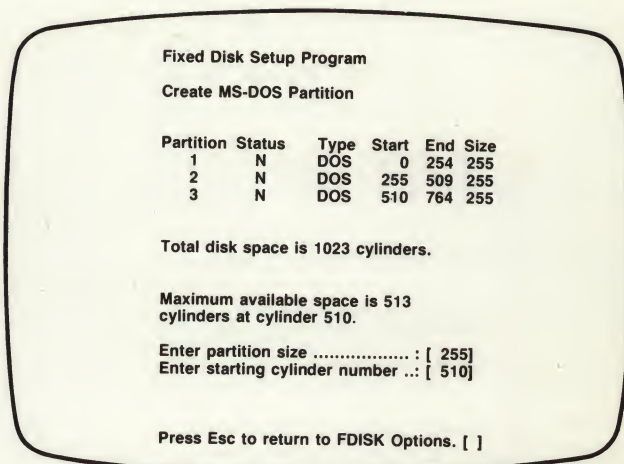 Fixed Disk Setup Program
Create MS-DOS Partition
Partition Status Type Start End Size
1 N DOS 0 254 255
2 N DOS 255 509 255
3 N DOS 510 764 255
Total disk space is 1023 cylinders.
Maximum available space is 513
cylinders at cylinder 510.
Enter partition size .................. : [ 255]
Enter starting cylinder number ..: [ 510]
Press Esc to return to FDISK Options. [ ]